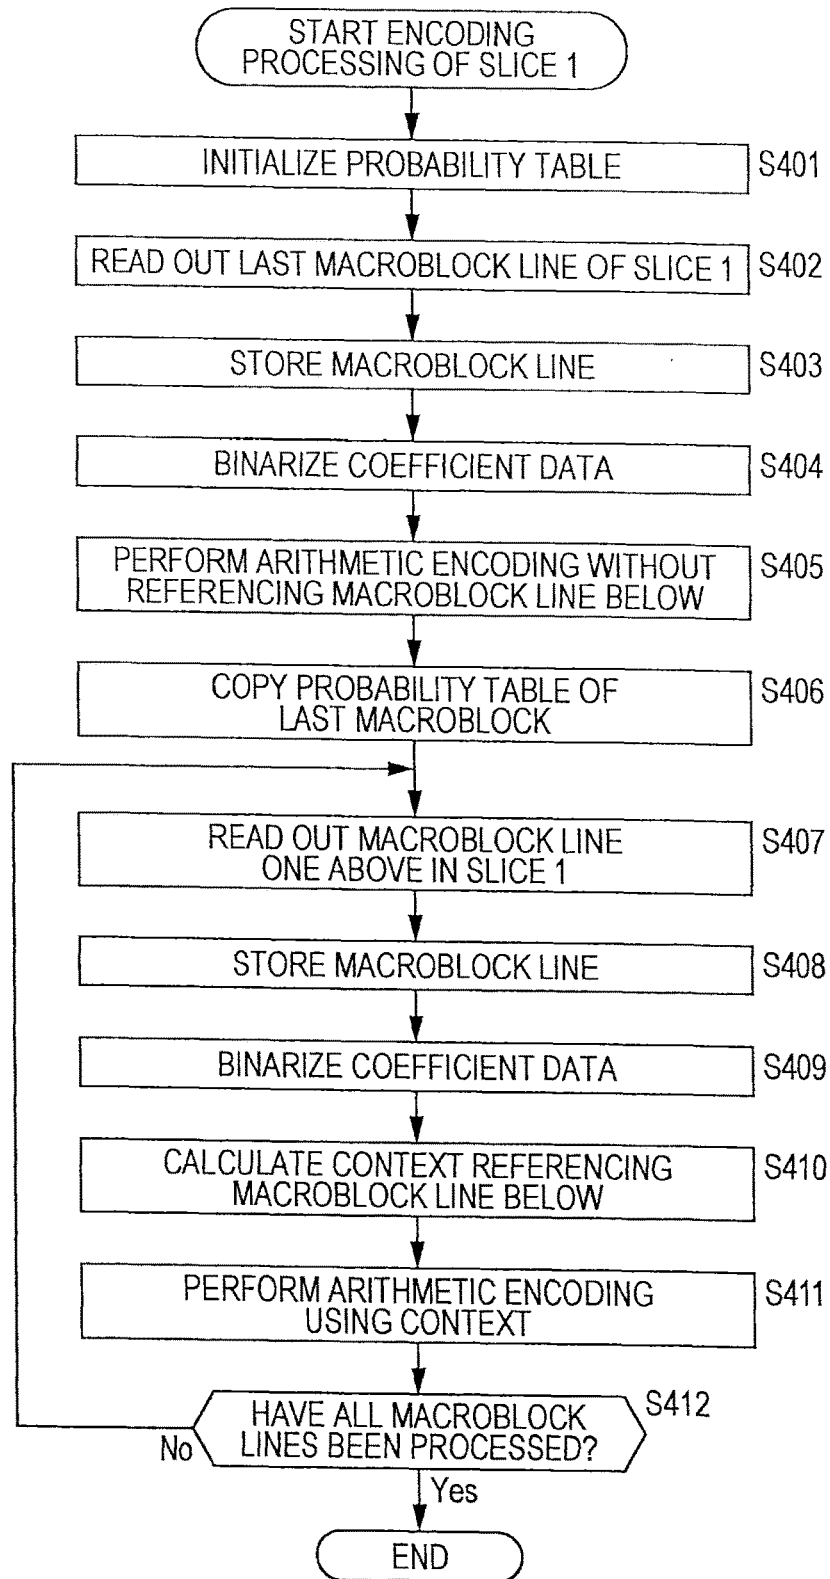 START ENCODING
PROCESSING OF SLICE 1
INITIALIZE PROBABILITY TABLE
S401
READ OUT LAST MACROBLOCK LINE OF SLICE 1
S402
STORE MACROBLOCK LINE
S403
BINARIZE COEFFICIENT DATA
S404
PERFORM ARITHMETIC ENCODING WITHOUT
REFERENCING MACROBLOCK LINE BELOW
S405
COPY PROBABILITY TABLE OF
LAST MACROBLOCK
S406
READ OUT MACROBLOCK LINE
ONE ABOVE IN SLICE 1
S407
STORE MACROBLOCK LINE
S408
BINARIZE COEFFICIENT DATA
S409
CALCULATE CONTEXT REFERENCING
MACROBLOCK LINE BELOW
S410
PERFORM ARITHMETIC ENCODING
USING CONTEXT
S411
HAVE ALL MACROBLOCK
LINES BEEN PROCESSED?
S412
No
Yes
END